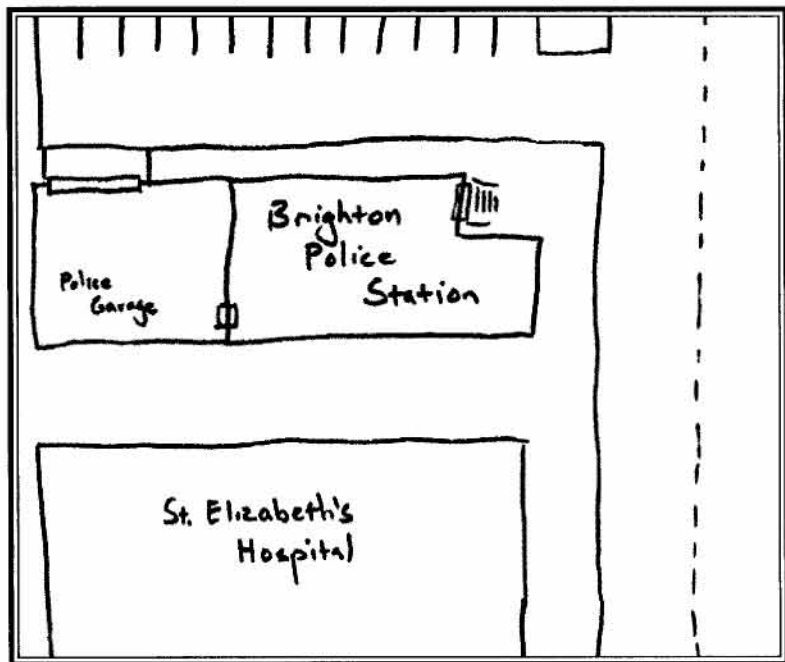 Brighton
Police
Station
Police
Garage
St. Elizabeth's
Hospital